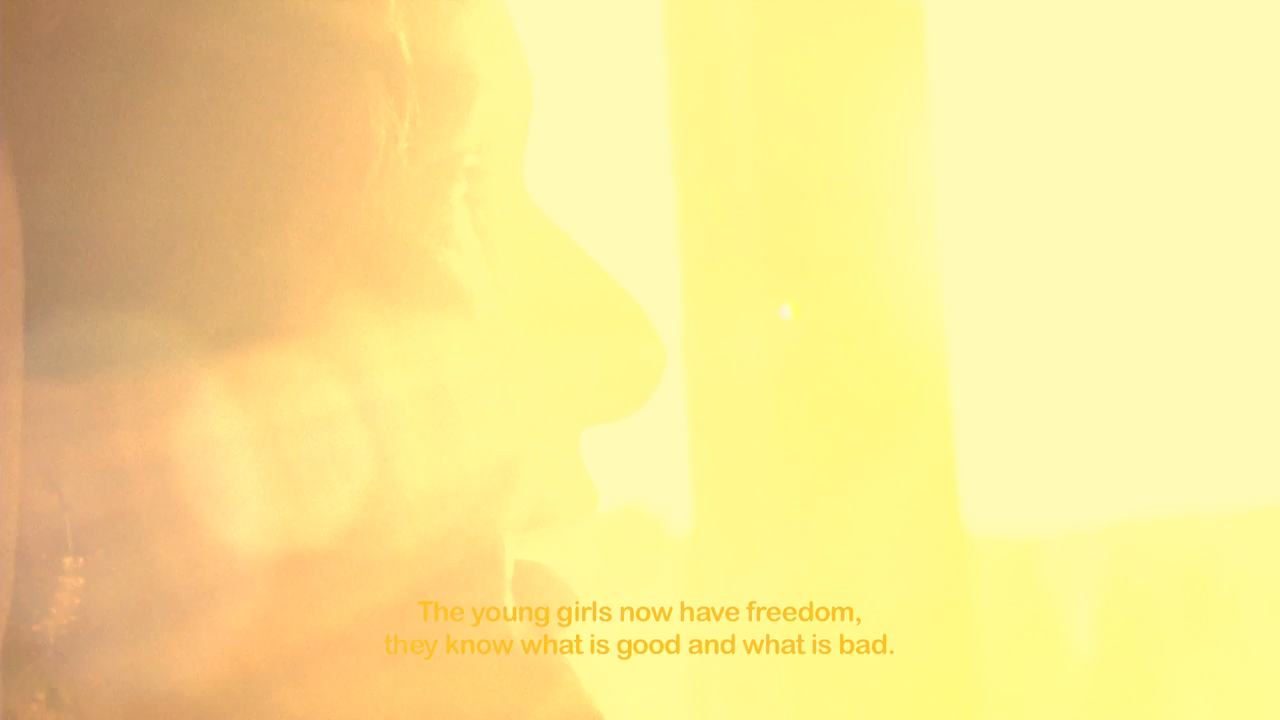 The young girls now have freedom,
they know what is good and what is bad.